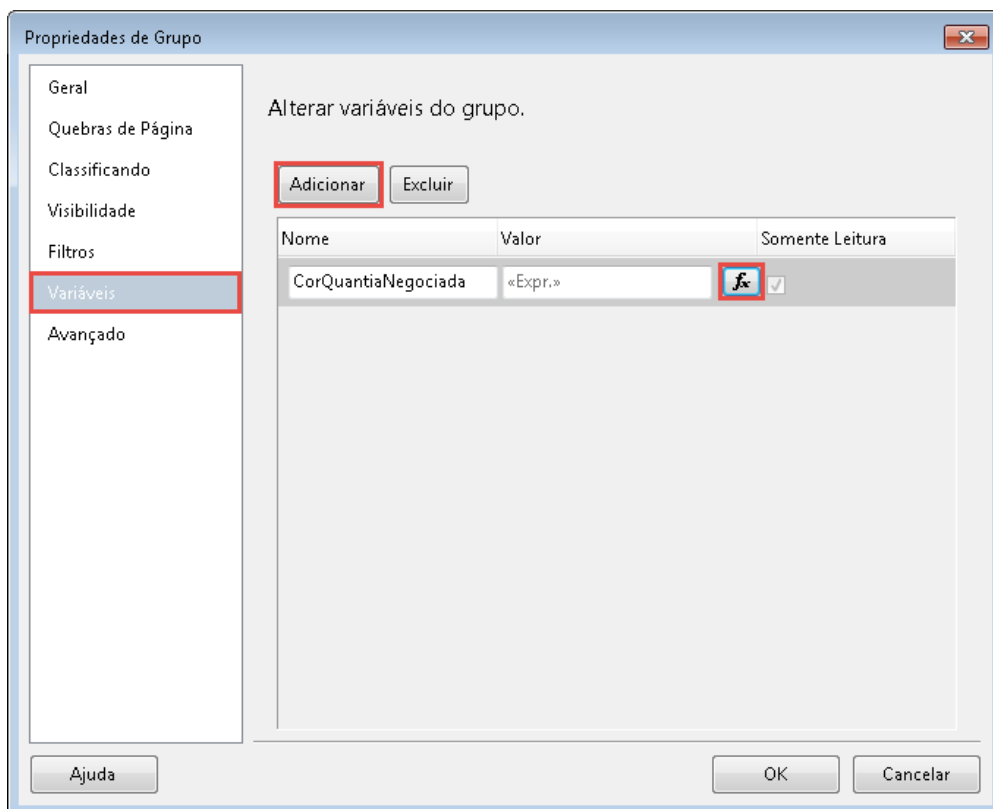 Propriedades de Grupo
Geral
Quebras de Página
Classificando
Visibilidade
Filtros
Variáveis
Avançado
Alterar variáveis do grupo.
Adicionar Excluir
Nome Valor Somente Leitura
CorQuantiaNegociada «Expr.» fx
Ajuda OK Cancelar